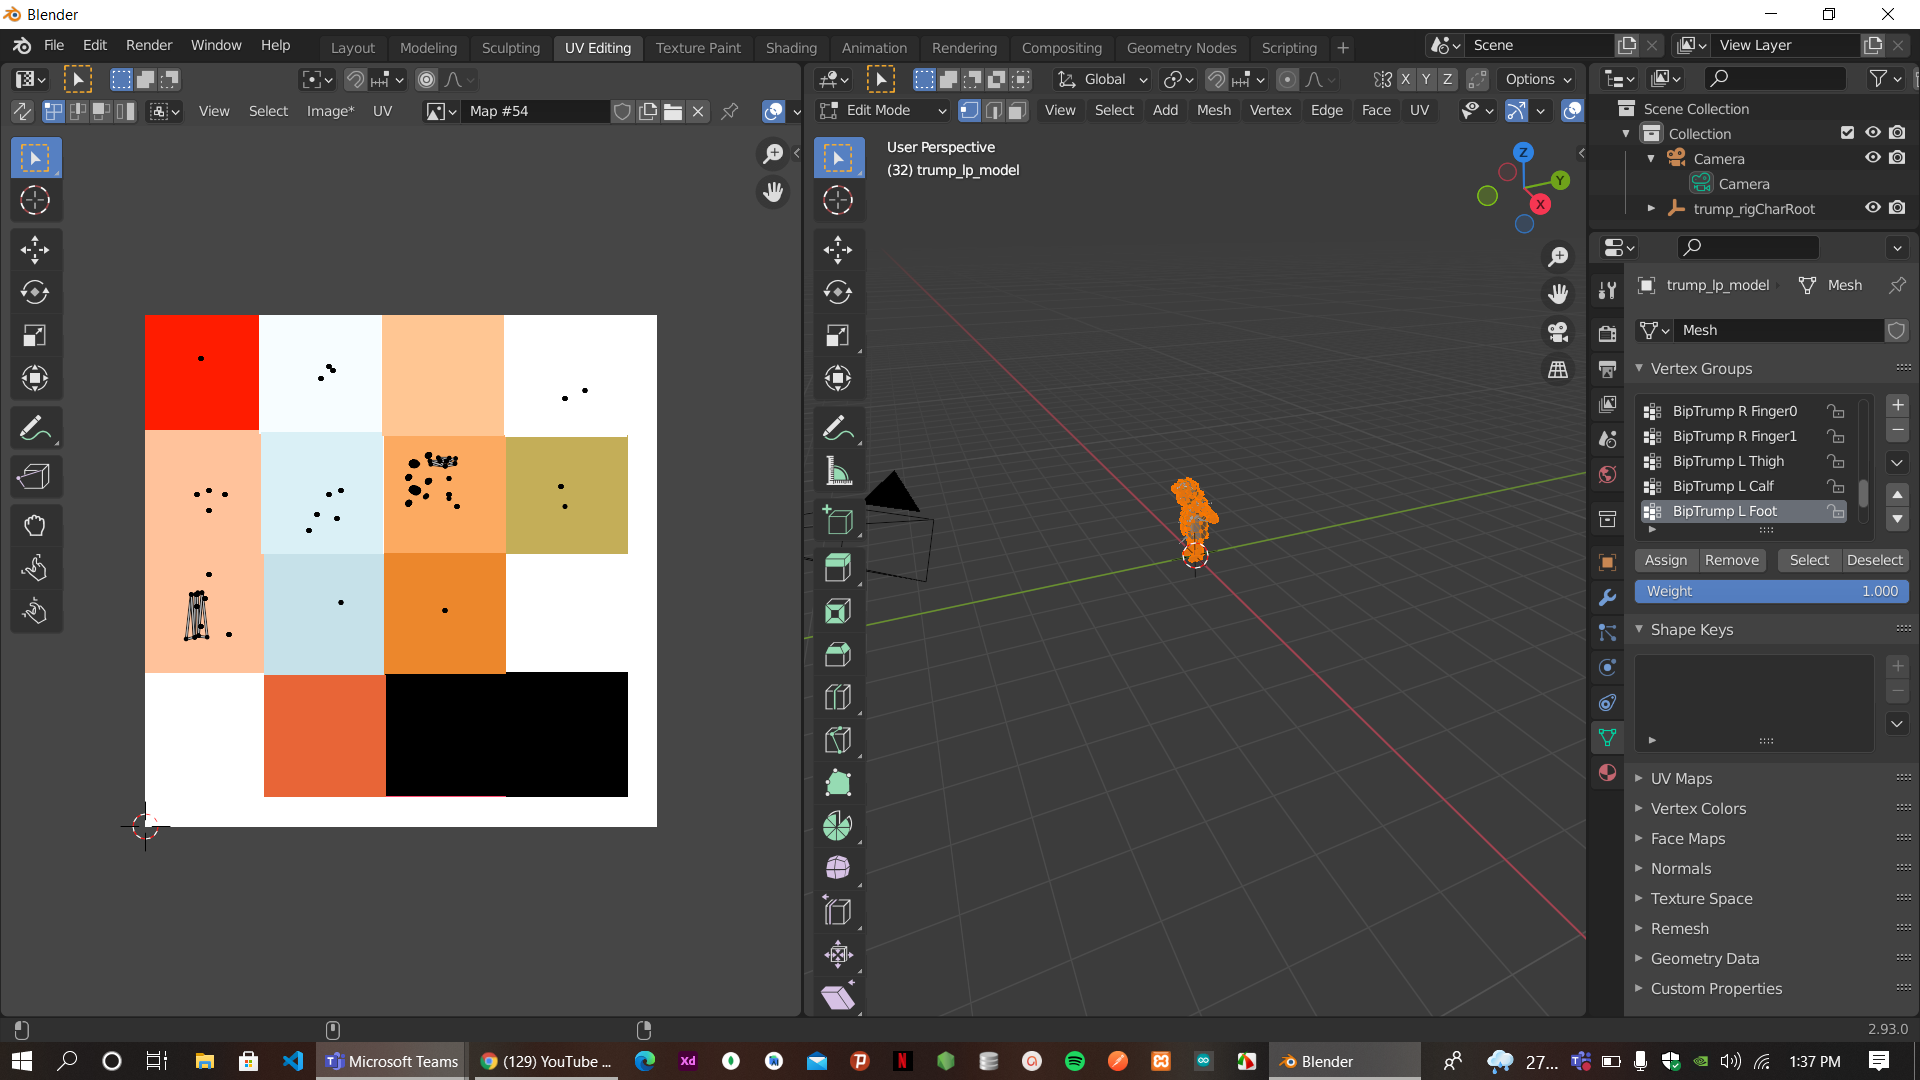 Blender
File Edit Render Window Help
Layout Modeling Sculpting UV Editing Texture Paint Shading Animation Rendering Compositing Geometry Nodes Scripting
Scene
View Layer
Global
X Y Z
Options
View Select Image* UV
Map #54
Edit Mode
View Select Add Mesh Vertex Edge Face UV
User Perspective
(32) trump_lp_model
Z
Y
X
Scene Collection
Collection
Camera
Camera
trump_rigCharRoot
trump_lp_model
Mesh
Mesh
Vertex Groups
BipTrump R Finger0
BipTrump R Finger1
BipTrump L Thigh
BipTrump L Calf
BipTrump L Foot
Assign Remove Select Deselect
Weight 1.000
Shape Keys
UV Maps
Vertex Colors
Face Maps
Normals
Texture Space
Remesh
Geometry Data
Custom Properties
2.93.0
Microsoft Teams
(129) YouTube ...
Xd
Blender
27...
1:37 PM